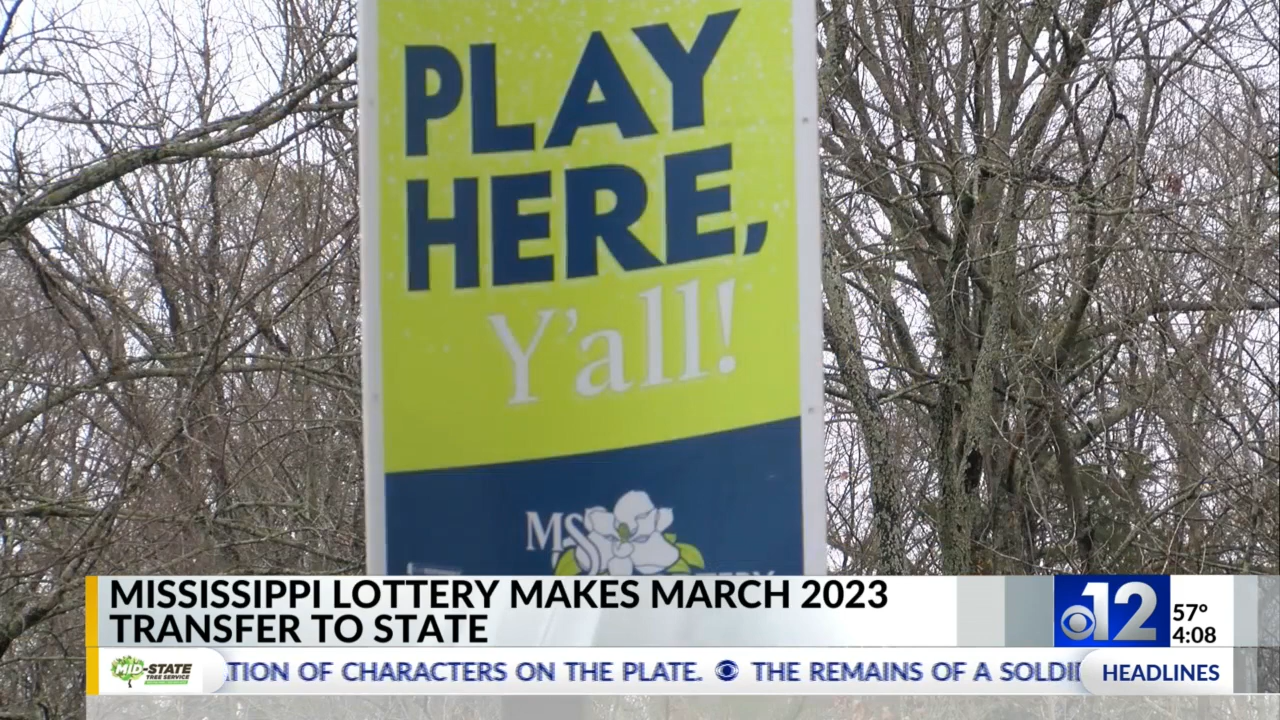 PLAY
HERE,
Y'all!
MS
MISSISSIPPI LOTTERY MAKES MARCH 2023
TRANSFER TO STATE
12
57°
4:08
MID-STATE
TREE SERVICE
TION OF CHARACTERS ON THE PLATE. THE REMAINS OF A SOLDI
HEADLINES